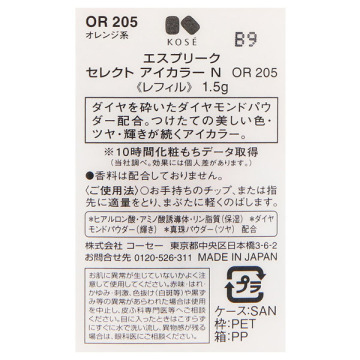 OR 205
オレンジ系
KOSÉ
B9
エスプリーク
セレクト アイカラー N OR 205
《レフィル》 1.5g
ダイヤを砕いたダイヤモンドパウ
ダー配合。つけたての美しい色・
ツヤ・輝きが続くアイカラー。
※10時間化粧もちデータ取得
(当社調べ。効果には個人差があります。)
●香料は配合しておりません。
〈ご使用法〉○お手持ちのチップ、または指
先に適量をとり、まぶたに軽くのばします。
*ヒアルロン酸・アミノ酸誘導体・リン脂質(保湿) *ダイヤ
モンドパウダー(輝き) *真珠パウダー(ツヤ) 配合
株式会社 コーセー 東京都中央区日本橋3-6-2
お問合せ先 0120-526-311 MADE IN JAPAN
お肌に異常が生じていないかよく注意
して使用してください。赤味・はれ・
かゆみ・刺激、色抜け(白斑等)や黒ず
み等の異常があらわれた場合は使用
を中止し、皮ふ科専門医等へご相談く
ださい。目に入ったときはこすらず
すぐに水で洗い流し、異物感が残る
場合は、眼科医にご相談ください。
プラ
ケース:SAN
枠:PET
箱:PP